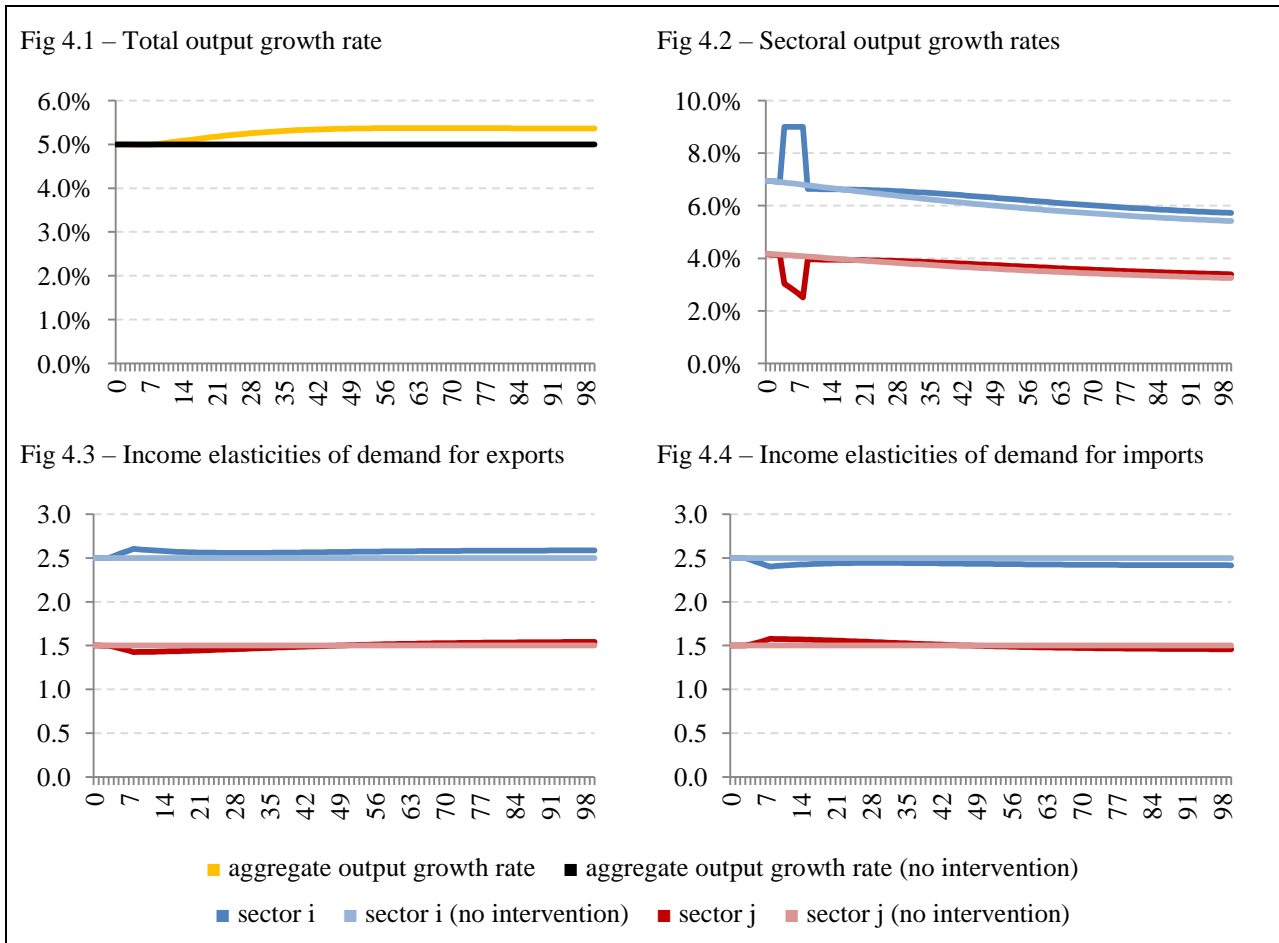 Fig 4.1 – Total output growth rate
6.0%
5.0%
4.0%
3.0%
2.0%
1.0%
0.0%
0 7 14 21 28 35 42 49 56 63 70 77 84 91 98
Fig 4.2 – Sectoral output growth rates
10.0%
8.0%
6.0%
4.0%
2.0%
0.0%
0 7 14 21 28 35 42 49 56 63 70 77 84 91 98
Fig 4.3 – Income elasticities of demand for exports
3.0
2.5
2.0
1.5
1.0
0.5
0.0
0 7 14 21 28 35 42 49 56 63 70 77 84 91 98
Fig 4.4 – Income elasticities of demand for imports
3.0
2.5
2.0
1.5
1.0
0.5
0.0
0 7 14 21 28 35 42 49 56 63 70 77 84 91 98
aggregate output growth rate aggregate output growth rate (no intervention)
sector i sector i (no intervention) sector j sector j (no intervention)